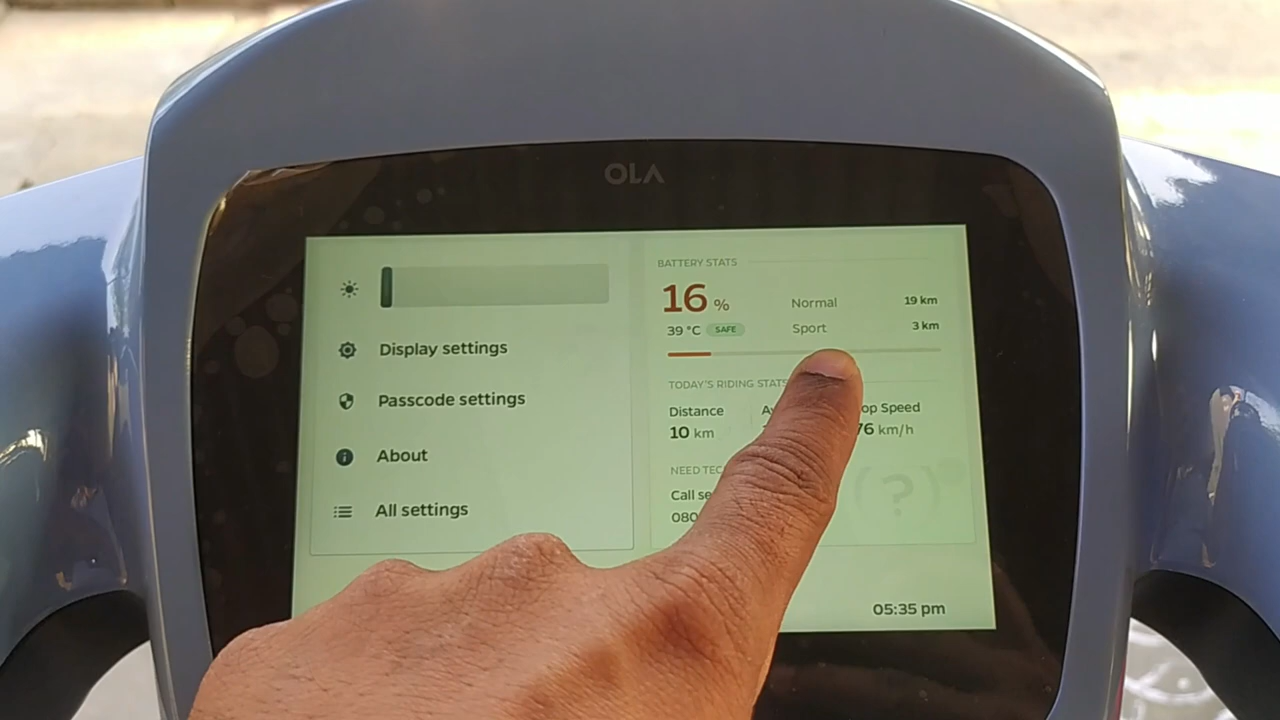 OLA
Display settings
Passcode settings
About
All settings
BATTERY STATS
16 %
39 °C SAFE
Normal 19 km
Sport 3 km
TODAY'S RIDING STATS
Distance
10 km
op Speed
76 km/h
NEED TEC
Call se
080
?
05:35 pm